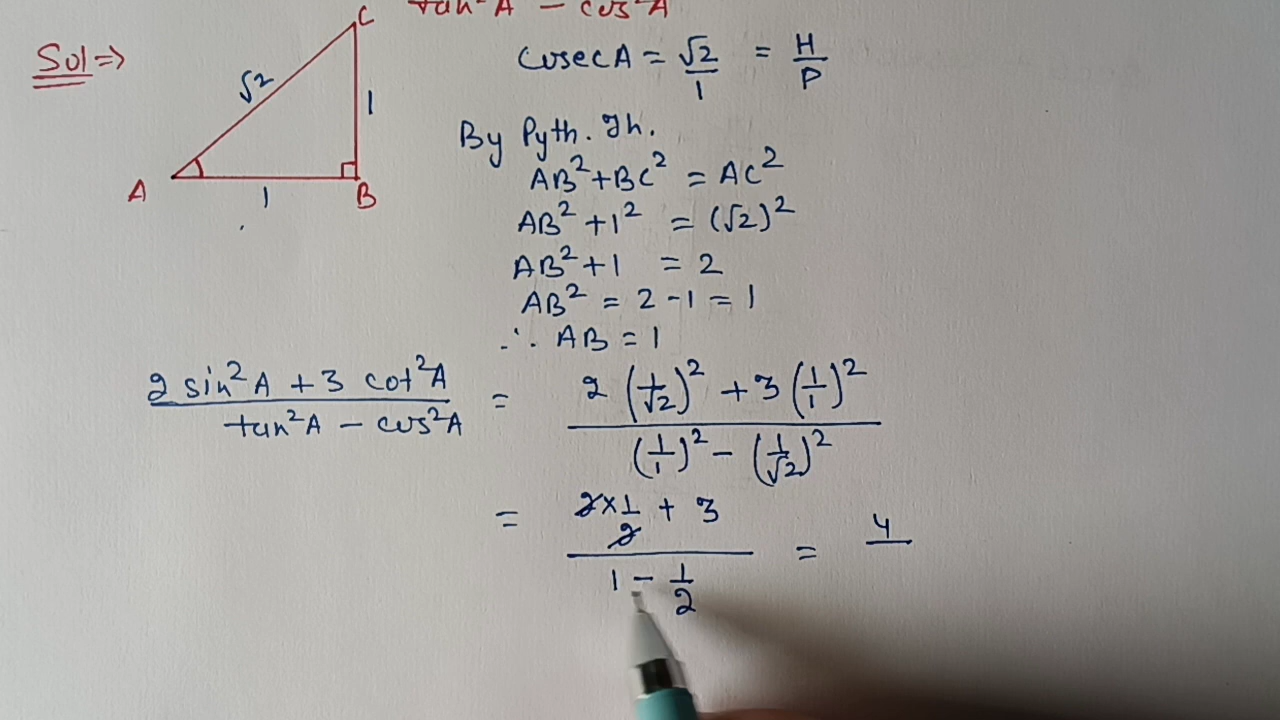 tan²A - cos²A
Sol ⇒
C
√2
1
A
1
B
CosecA = √2/1 = H/P
By Pyth. Th.
AB² + BC² = AC²
AB² + 1² = (√2)²
AB² + 1 = 2
AB² = 2 - 1 = 1
∴ AB = 1
2 sin²A + 3 cot²A / tan²A - cos²A = 2 (1/√2)² + 3 (1/1)² / (1/1)² - (1/√2)²
= 2 × 1/2 + 3 / 1 - 1/2 = 4